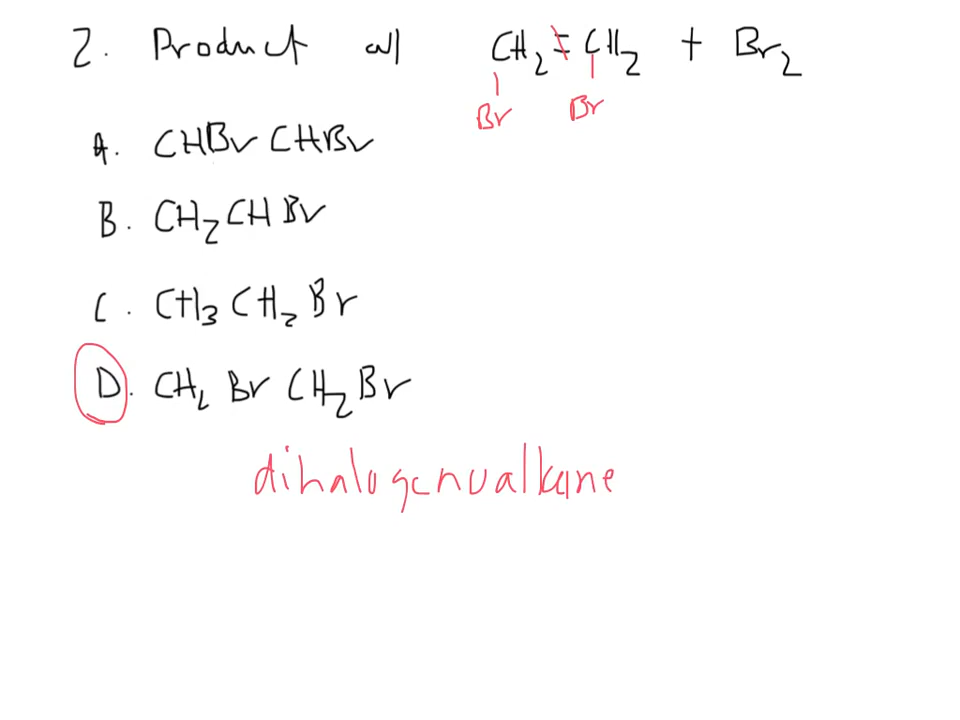 2. Product w/ CH₂=CH₂ + Br₂
Br Br
A. CHBrCHBr
B. CH₂CHBr
C. CH₃CH₂Br
D. CH₂BrCH₂Br
dihalogenoalkane